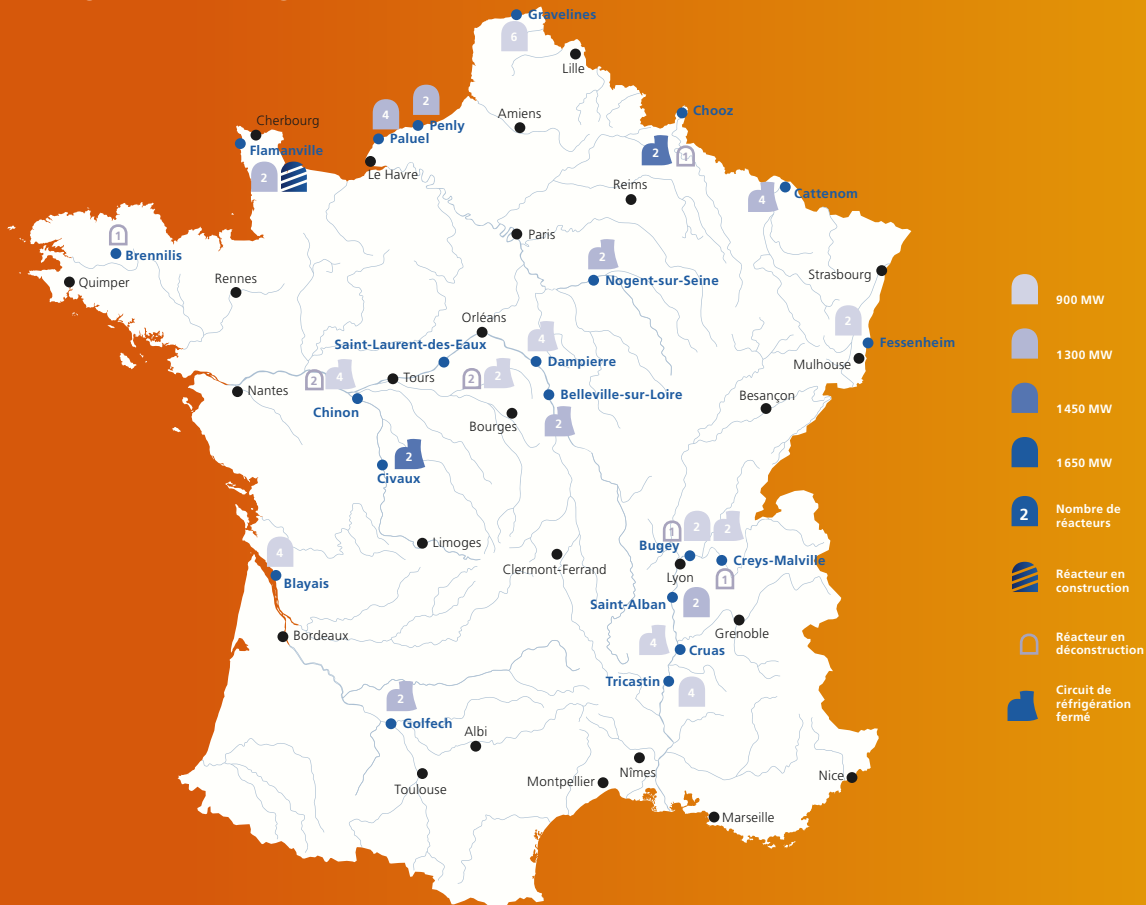 Gravelines
6
Lille
Cherbourg
Flamanville
2
4
2
Penly
Paluel
Le Havre
Amiens
Chooz
2
1
Reims
4
Cattenom
1
Brennilis
Quimper
Rennes
Paris
2
Nogent-sur-Seine
Strasbourg
2
Fessenheim
Mulhouse
Orléans
Saint-Laurent-des-Eaux
4
Dampierre
2
4
Tours
2
2
Belleville-sur-Loire
Nantes
Chinon
Bourges
2
Besançon
2
Civaux
Limoges
Clermont-Ferrand
1
2
2
Bugey
Creys-Malville
Lyon
1
4
Blayais
Saint-Alban
2
Grenoble
Bordeaux
4
Cruas
Tricastin
4
2
Golfech
Albi
Toulouse
Montpellier
Nîmes
Nice
Marseille
900 MW
1300 MW
1450 MW
1650 MW
2
Nombre de
réacteurs
Réacteur en
construction
Réacteur en
déconstruction
Circuit de
réfrigération
fermé